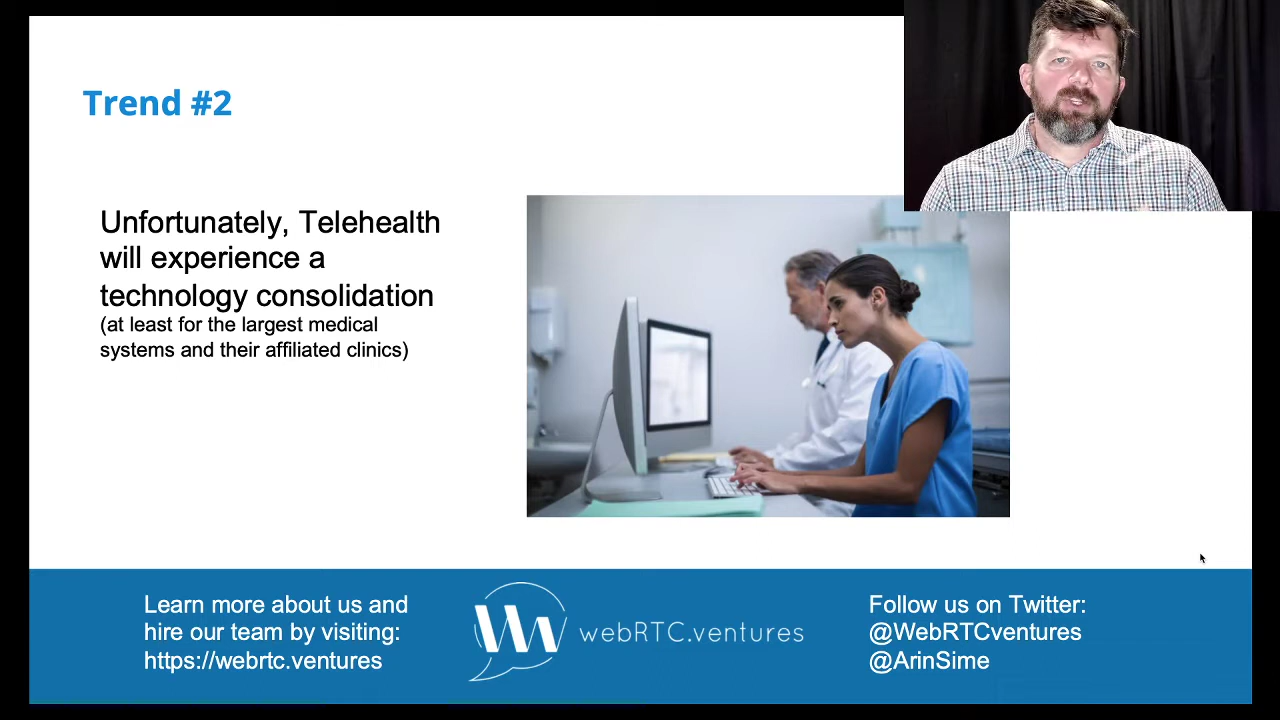 Trend #2
Unfortunately, Telehealth
will experience a
technology consolidation
(at least for the largest medical
systems and their affiliated clinics)
Learn more about us and
hire our team by visiting:
https://webrtc.ventures
webRTC.ventures
Follow us on Twitter:
@WebRTCventures
@ArinSime